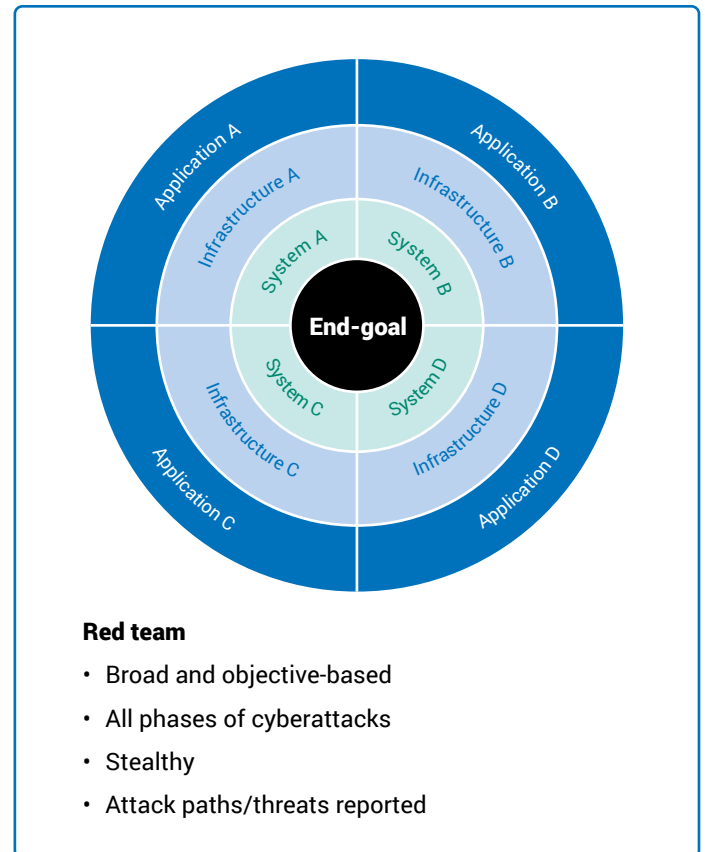 Application A
Application B
Infrastructure A
Infrastructure B
System A
System B
End-goal
System C
System D
Infrastructure C
Infrastructure D
Application C
Application D
Red team
• Broad and objective-based
• All phases of cyberattacks
• Stealthy
• Attack paths/threats reported